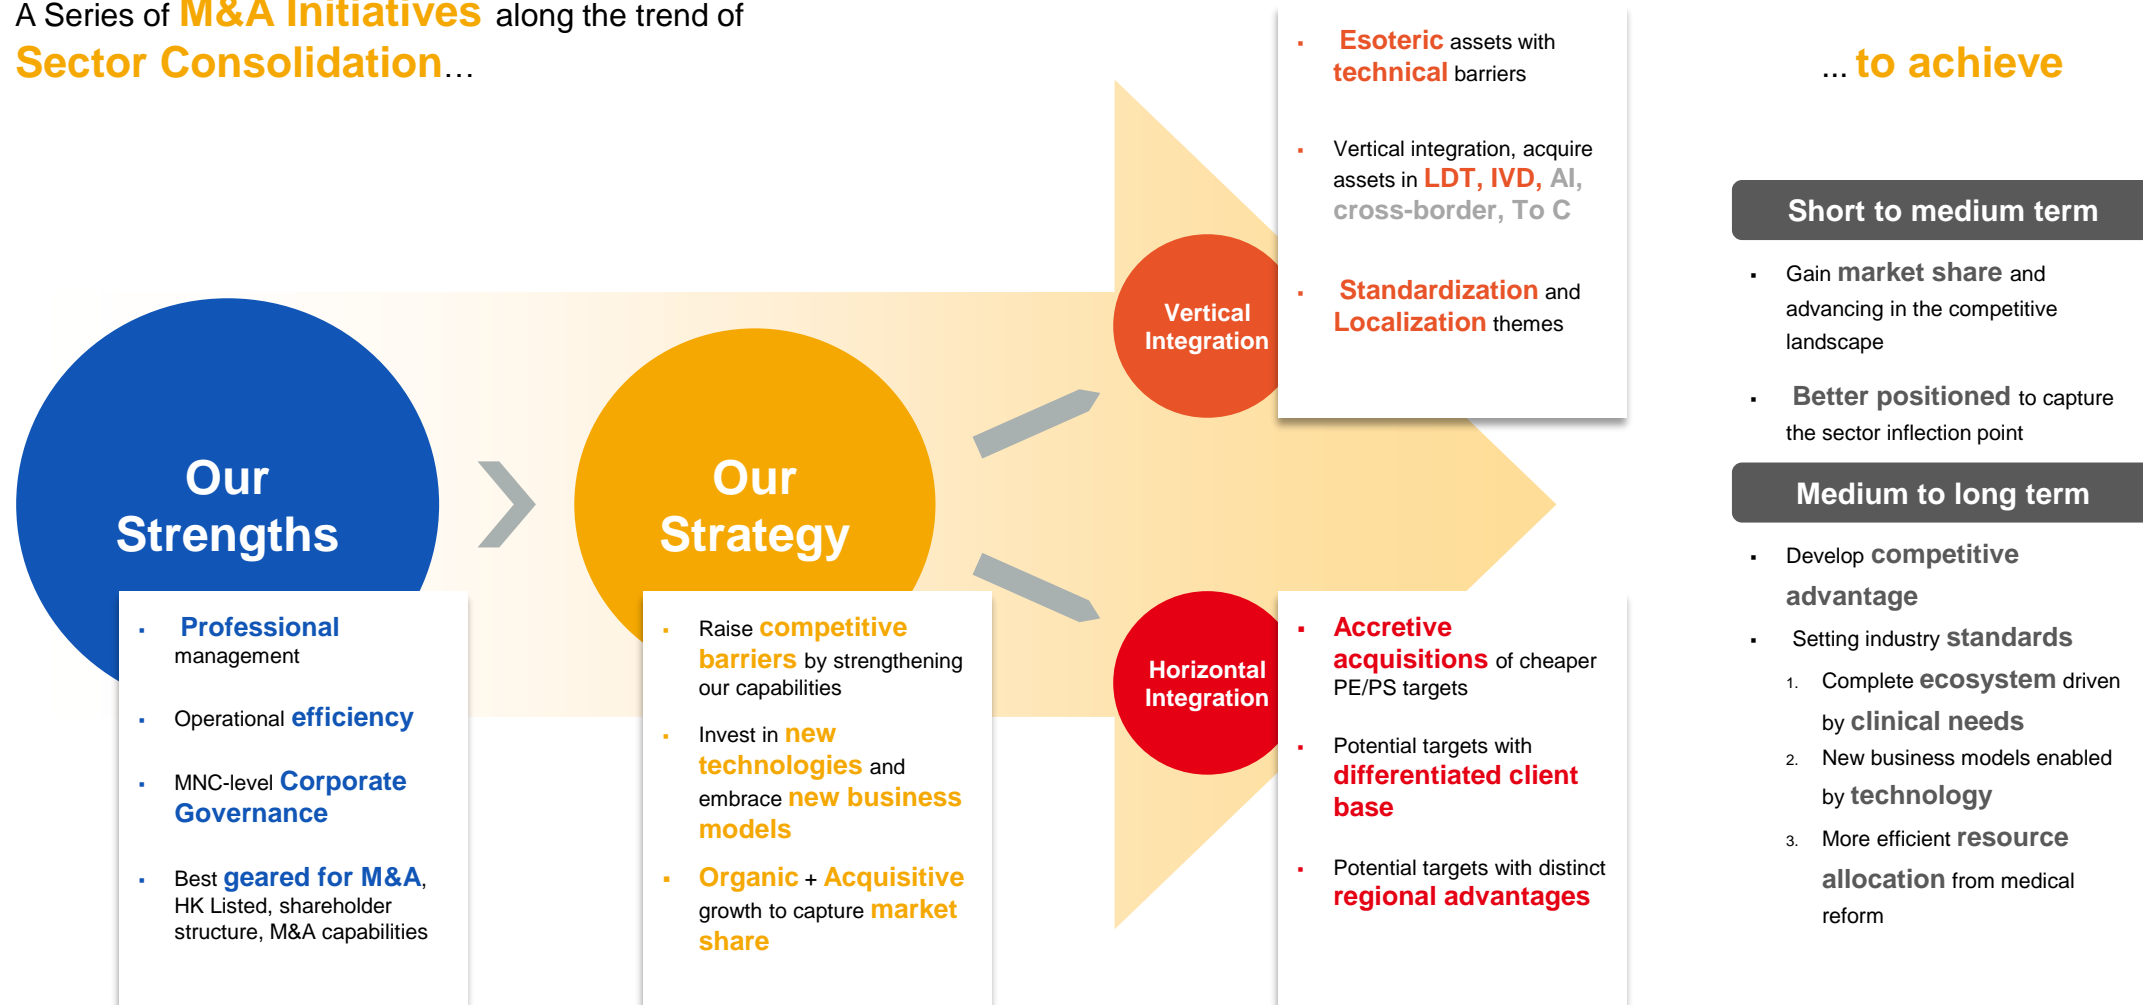 A Series of M&A Initiatives along the trend of
Sector Consolidation...
... to achieve
Our
Strengths
Professional
management
Operational efficiency
MNC-level Corporate
Governance
Best geared for M&A,
HK Listed, shareholder
structure, M&A capabilities
Our
Strategy
Raise competitive
barriers by strengthening
our capabilities
Invest in new
technologies and
embrace new business
models
Organic + Acquisitive
growth to capture market
share
Vertical
Integration
Esoteric assets with
technical barriers
Vertical integration, acquire
assets in LDT, IVD, AI,
cross-border, To C
Standardization and
Localization themes
Horizontal
Integration
Accretive
acquisitions of cheaper
PE/PS targets
Potential targets with
differentiated client
base
Potential targets with distinct
regional advantages
Short to medium term
Gain market share and
advancing in the competitive
landscape
Better positioned to capture
the sector inflection point
Medium to long term
Develop competitive
advantage
Setting industry standards
1. Complete ecosystem driven
by clinical needs
2. New business models enabled
by technology
3. More efficient resource
allocation from medical
reform